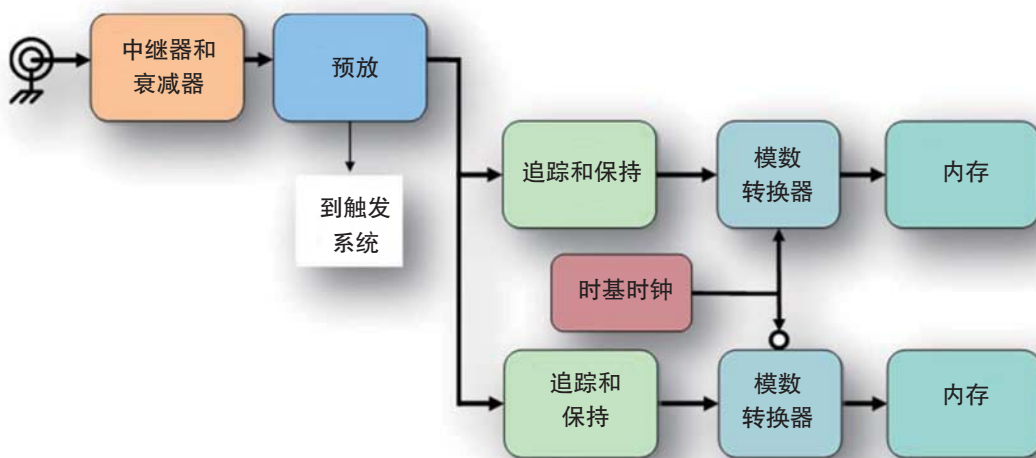 中继器和
衰减器
预放
到触发
系统
追踪和保持
模数
转换器
内存
时基时钟
追踪和
保持
模数
转换器
内存